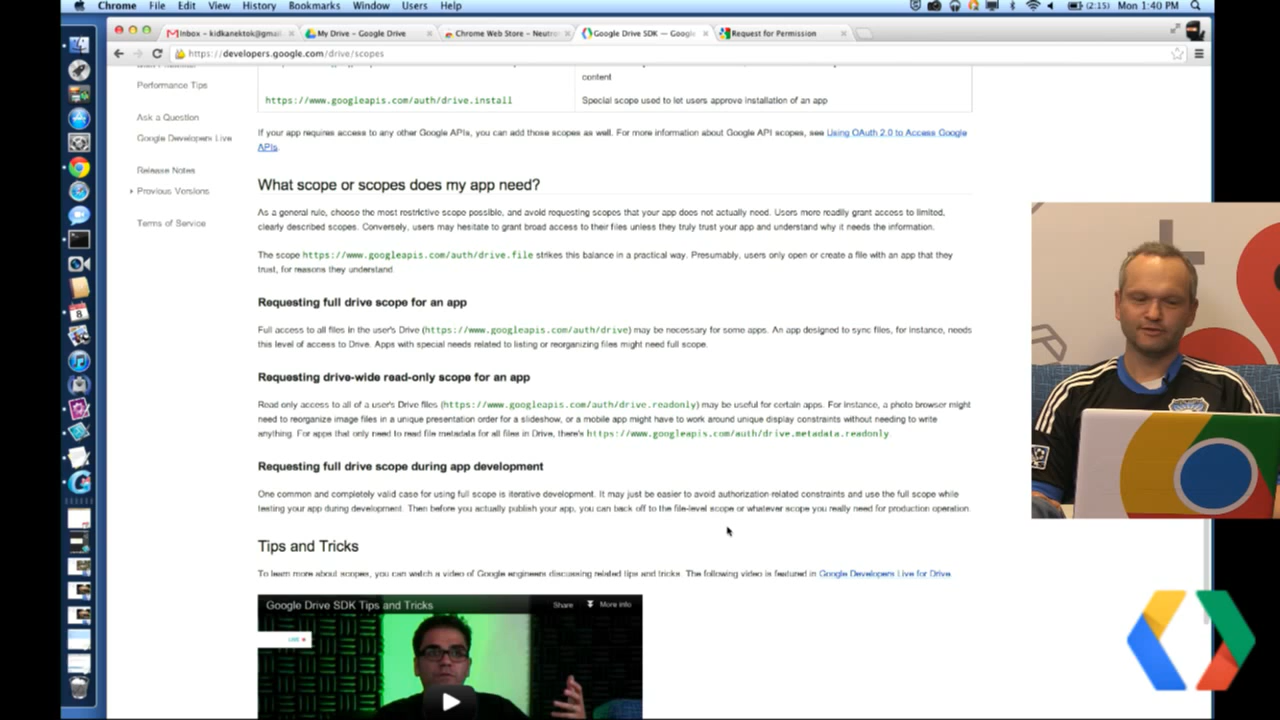 Chrome File Edit View History Bookmarks Window Users Help (2:15) Mon 1:40 PM
Inbox - kidkanektok@gmail. My Drive - Google Drive Chrome Web Store - Neutro Google Drive SDK — Google Request for Permission
https://developers.google.com/drive/scopes
content
Performance Tips
https://www.googleapis.com/auth/drive.install Special scope used to let users approve installation of an app
Ask a Question
Google Developers Live
If your app requires access to any other Google APIs, you can add those scopes as well. For more information about Google API scopes, see Using OAuth 2.0 to Access Google
APIs.
Release Notes
Previous Versions
Terms of Service
What scope or scopes does my app need?
As a general rule, choose the most restrictive scope possible, and avoid requesting scopes that your app does not actually need. Users more readily grant access to limited,
clearly described scopes. Conversely, users may hesitate to grant broad access to their files unless they truly trust your app and understand why it needs the information.
The scope https://www.googleapis.com/auth/drive.file strikes this balance in a practical way. Presumably, users only open or create a file with an app that they
trust, for reasons they understand.
Requesting full drive scope for an app
Full access to all files in the user's Drive (https://www.googleapis.com/auth/drive) may be necessary for some apps. An app designed to sync files, for instance, needs
this level of access to Drive. Apps with special needs related to listing or reorganizing files might need full scope.
Requesting drive-wide read-only scope for an app
Read only access to all of a user's Drive files (https://www.googleapis.com/auth/drive.readonly) may be useful for certain apps. For instance, a photo browser might
need to reorganize image files in a unique presentation order for a slideshow, or a mobile app might have to work around unique display constraints without needing to write
anything. For apps that only need to read file metadata for all files in Drive, there's https://www.googleapis.com/auth/drive.metadata.readonly
Requesting full drive scope during app development
One common and completely valid case for using full scope is iterative development. It may just be easier to avoid authorization related constraints and use the full scope while
testing your app during development. Then before you actually publish your app, you can back off to the file-level scope or whatever scope you really need for production operation.
Tips and Tricks
To learn more about scopes, you can watch a video of Google engineers discussing related tips and tricks. The following video is featured in Google Developers Live for Drive.
Google Drive SDK Tips and Tricks Share More info
LIVE
8